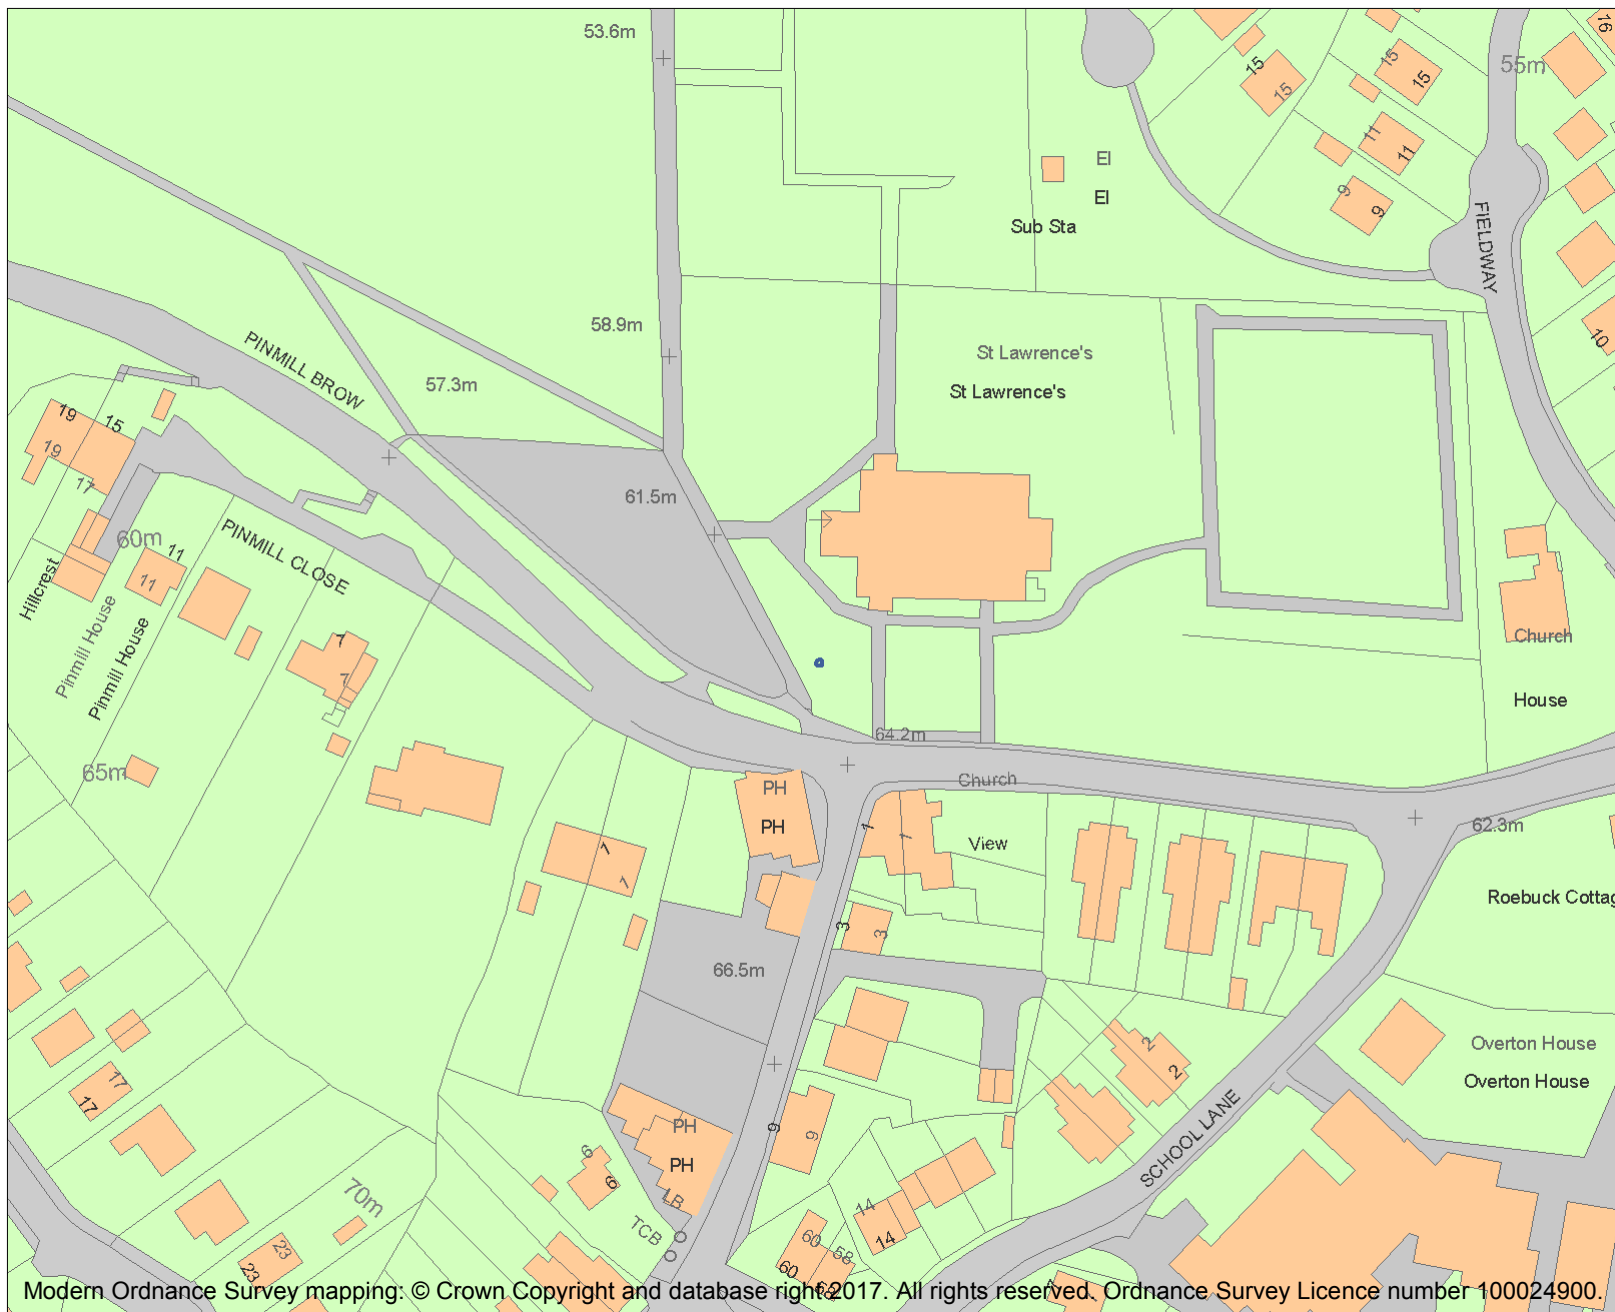 53.6m
16
15
15
15
15
55m
El
El
11
11
Sub Sta
9
9
FIELDWAY
58.9m
St Lawrence's
St Lawrence's
10
PINMILL BROW
57.3m
19
15
19
17
61.5m
60m
11
11
PINMILL CLOSE
Hillcrest
Pinmill House
Pinmill House
7
7
Church
House
64.2m
65m
Church
PH
PH
1
1
View
62.3m
1
1
Roebuck Cottag
3
3
66.5m
Overton House
Overton House
2
2
17
17
9
9
PH
PH
LB
6
6
SCHOOL LANE
70m
TCB
14
14
60
58
60
23
23
Modern Ordnance Survey mapping: © Crown Copyright and database right 2017. All rights reserved. Ordnance Survey Licence number 100024900.